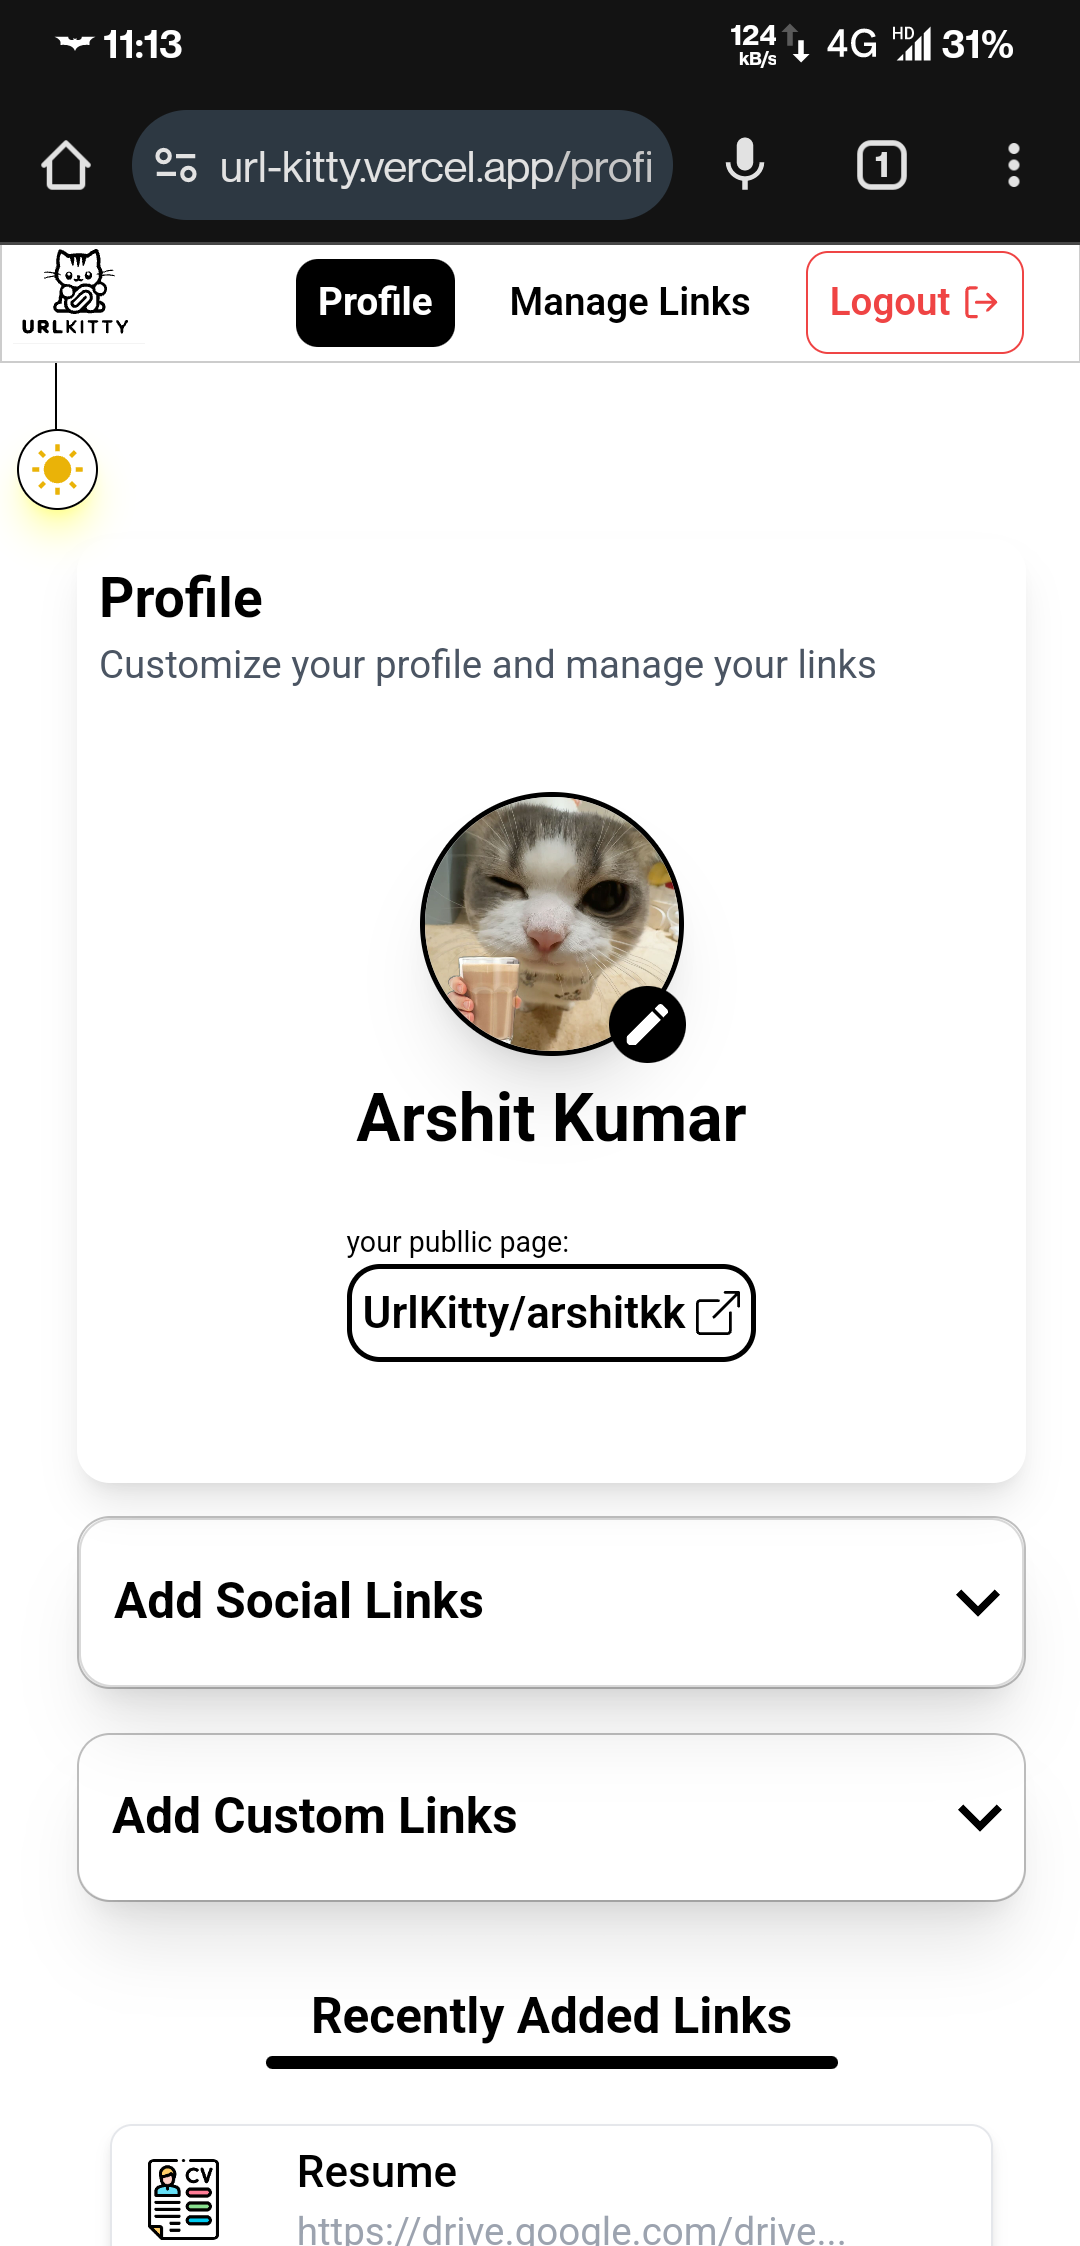 11:13
124 kB/s 4G HD 31%
url-kitty.vercel.app/profi
1
URLKITTY
Profile
Manage Links
Logout
Profile
Customize your profile and manage your links
Arshit Kumar
your publlic page:
UrlKitty/arshitkk
Add Social Links
Add Custom Links
Recently Added Links
CV
Resume
https://drive.google.com/drive...